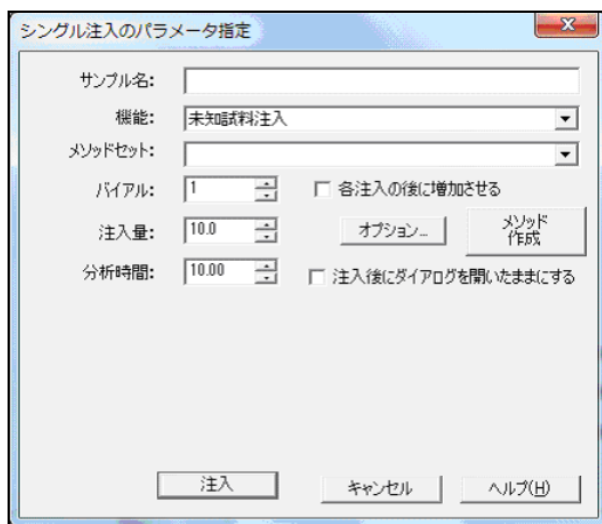 シングル注入のパラメータ指定
サンプル名:
機能: 未知試料注入
メソッドセット:
バイアル: 1 各注入の後に増加させる
注入量: 10.0 オプション... メソッド
作成
分析時間: 10.00 注入後にダイアログを開いたままにする
注入 キャンセル ヘルプ(H)